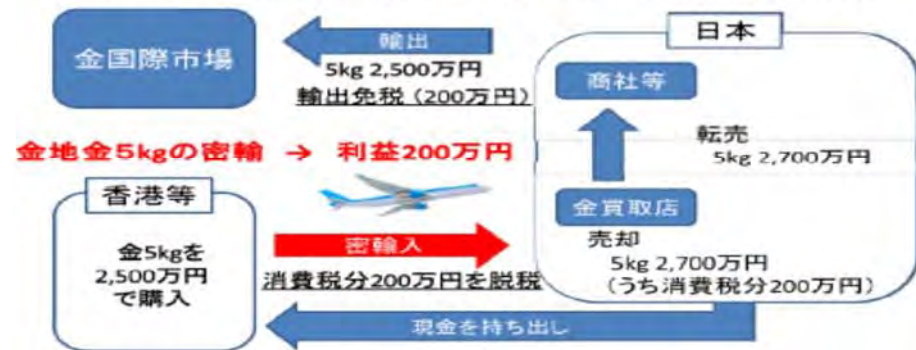 日本
金国際市場
輸出
5kg 2,500万円
輸出免税（200万円）
商社等
転売
5kg 2,700万円
金地金5kgの密輸 → 利益200万円
香港等
金5kgを
2,500万円
で購入
密輸入
消費税分200万円を脱税
金買取店
売却
5kg 2,700万円
（うち消費税分200万円）
現金を持ち出し